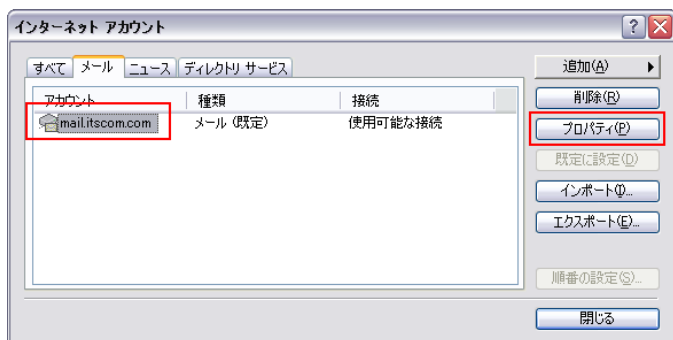 インターネット アカウント
すべて メール ニュース ディレクトリ サービス
追加(A)
アカウント 種類 接続
mail.itscom.com メール (既定) 使用可能な接続
削除(R)
プロパティ(P)
既定に設定(D)
インポート(I)...
エクスポート(E)...
順番の設定(S)...
閉じる